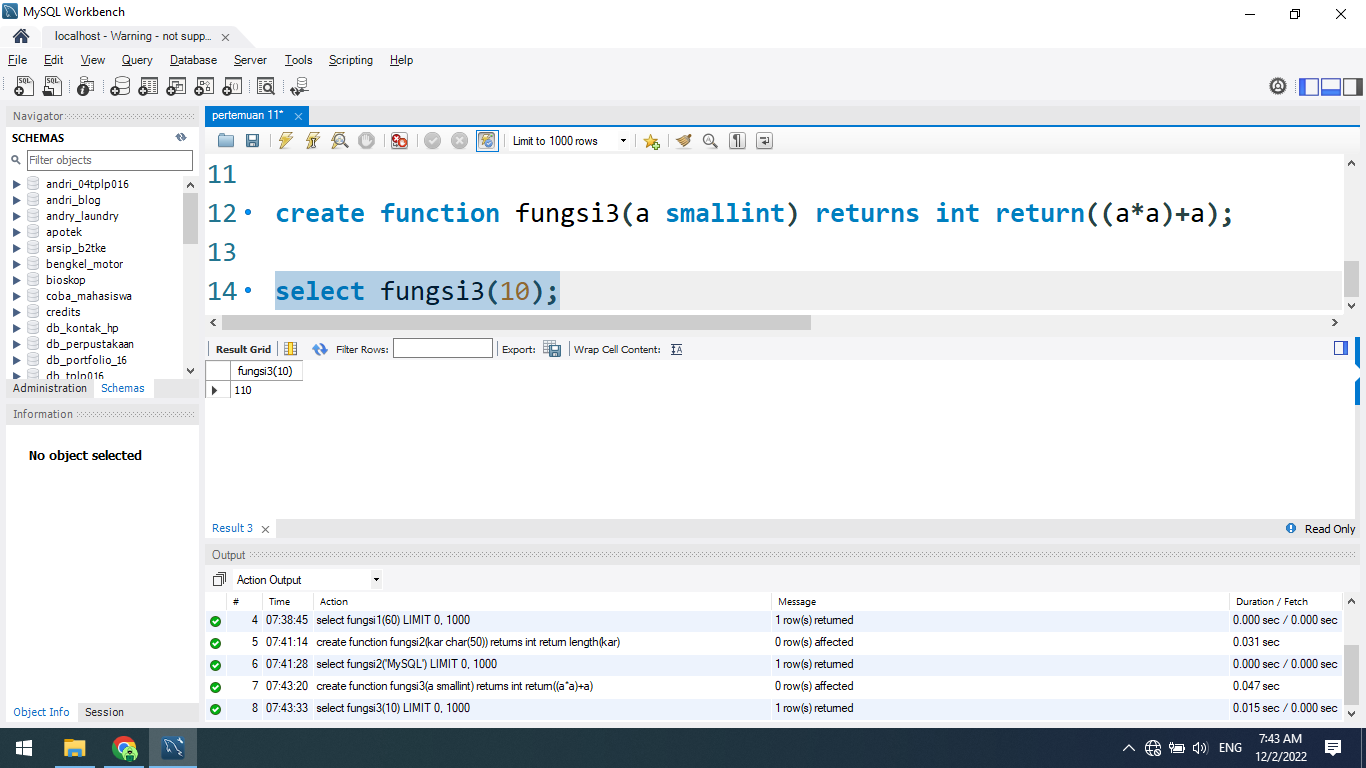 MySQL Workbench
localhost - Warning - not supp...
File Edit View Query Database Server Tools Scripting Help
Navigator
SCHEMAS
Filter objects
andri_04tplp016
andri_blog
andry_laundry
apotek
arsip_b2tke
bengkel_motor
bioskop
coba_mahasiswa
credits
db_kontak_hp
db_perpustakaan
db_portfolio_16
db_tplp016
Administration Schemas
Information
No object selected
Object Info Session
pertemuan 11*
Limit to 1000 rows
11
12 create function fungsi3(a smallint) returns int return((a*a)+a);
13
14 select fungsi3(10);
Result Grid Filter Rows: Export: Wrap Cell Content:
fungsi3(10)
110
Result 3 Read Only
Output
Action Output
# Time Action Message Duration / Fetch
4 07:38:45 select fungsi1(60) LIMIT 0, 1000 1 row(s) returned 0.000 sec / 0.000 sec
5 07:41:14 create function fungsi2(kar char(50)) returns int return length(kar) 0 row(s) affected 0.031 sec
6 07:41:28 select fungsi2('MySQL') LIMIT 0, 1000 1 row(s) returned 0.000 sec / 0.000 sec
7 07:43:20 create function fungsi3(a smallint) returns int return((a*a)+a) 0 row(s) affected 0.047 sec
8 07:43:33 select fungsi3(10) LIMIT 0, 1000 1 row(s) returned 0.015 sec / 0.000 sec
ENG
7:43 AM
12/2/2022